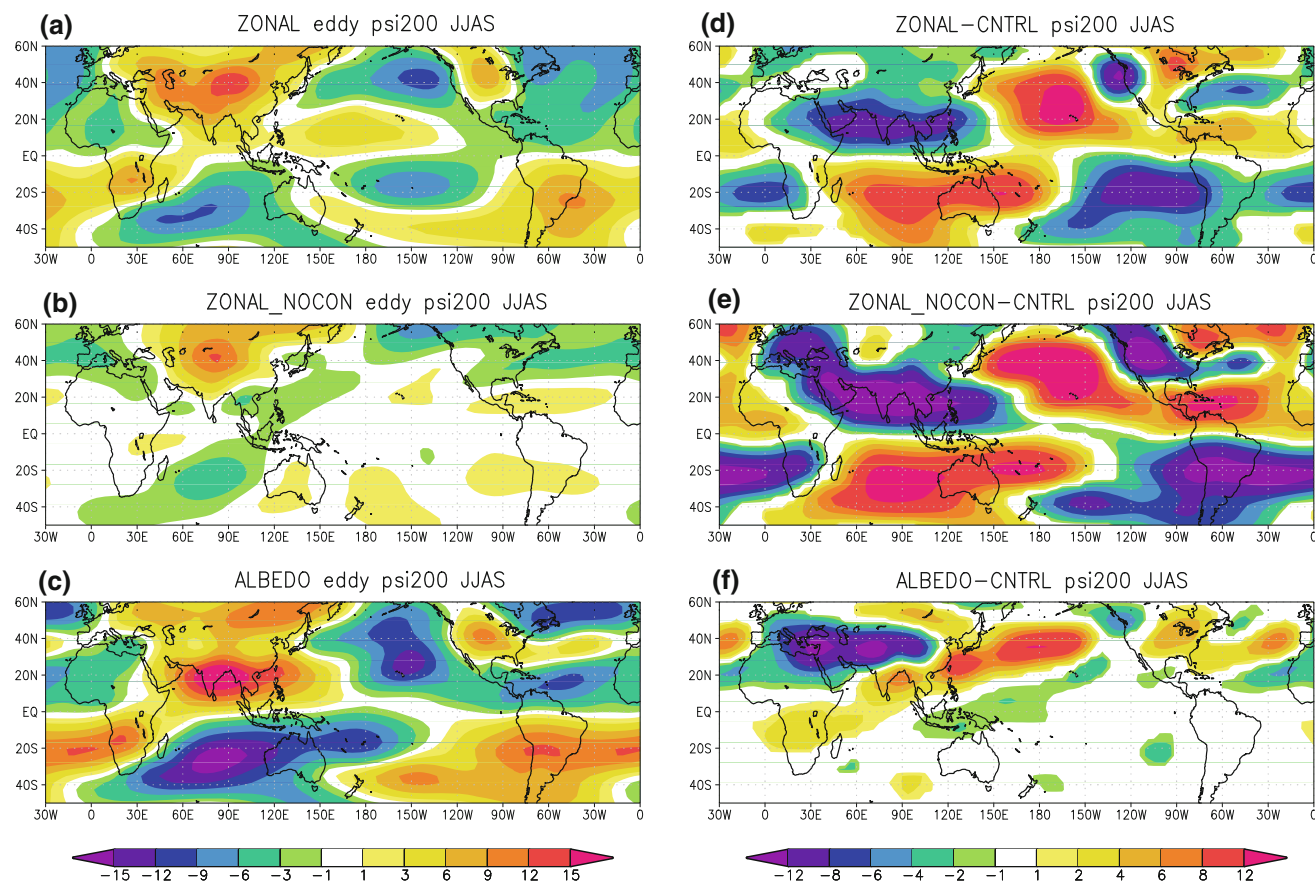 (a) ZONAL eddy psi200 JJAS
60N
40N
20N
EQ
20S
40S
30W 0 30E 60E 90E 120E 150E 180 150W 120W 90W 60W 30W 0
(b) ZONAL_NOCON eddy psi200 JJAS
60N
40N
20N
EQ
20S
40S
30W 0 30E 60E 90E 120E 150E 180 150W 120W 90W 60W 30W 0
(c) ALBEDO eddy psi200 JJAS
60N
40N
20N
EQ
20S
40S
30W 0 30E 60E 90E 120E 150E 180 150W 120W 90W 60W 30W 0
-15 -12 -9 -6 -3 -1 1 3 6 9 12 15
(d) ZONAL-CNTRL psi200 JJAS
60N
40N
20N
EQ
20S
40S
30W 0 30E 60E 90E 120E 150E 180 150W 120W 90W 60W 30W 0
(e) ZONAL_NOCON-CNTRL psi200 JJAS
60N
40N
20N
EQ
20S
40S
30W 0 30E 60E 90E 120E 150E 180 150W 120W 90W 60W 30W 0
(f) ALBEDO-CNTRL psi200 JJAS
60N
40N
20N
EQ
20S
40S
30W 0 30E 60E 90E 120E 150E 180 150W 120W 90W 60W 30W 0
-12 -8 -6 -4 -2 -1 1 2 4 6 8 12